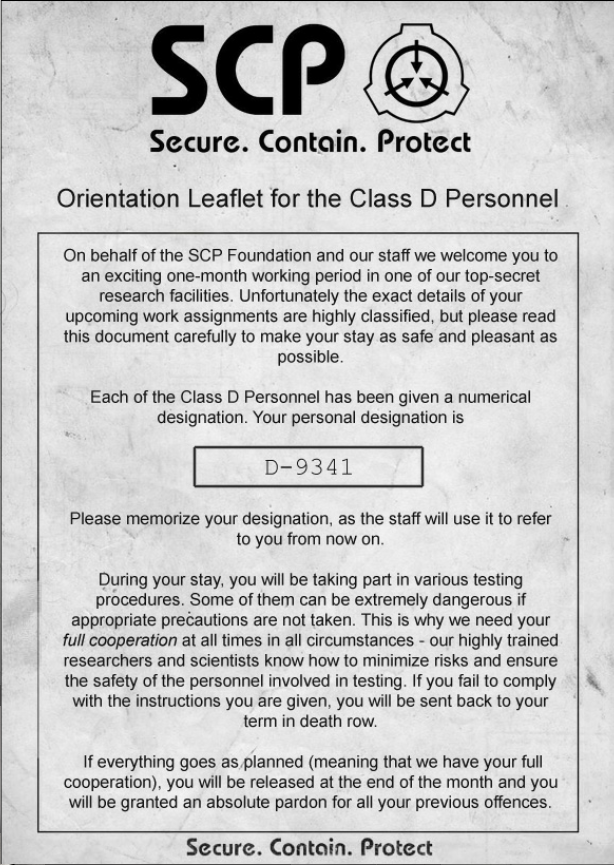 SCP
Secure. Contain. Protect
Orientation Leaflet for the Class D Personnel
On behalf of the SCP Foundation and our staff we welcome you to
an exciting one-month working period in one of our top-secret
research facilities. Unfortunately the exact details of your
upcoming work assignments are highly classified, but please read
this document carefully to make your stay as safe and pleasant as
possible.
Each of the Class D Personnel has been given a numerical
designation. Your personal designation is
D-9341
Please memorize your designation, as the staff will use it to refer
to you from now on.
During your stay, you will be taking part in various testing
procedures. Some of them can be extremely dangerous if
appropriate precautions are not taken. This is why we need your
full cooperation at all times in all circumstances - our highly trained
researchers and scientists know how to minimize risks and ensure
the safety of the personnel involved in testing. If you fail to comply
with the instructions you are given, you will be sent back to your
term in death row.
If everything goes as planned (meaning that we have your full
cooperation), you will be released at the end of the month and you
will be granted an absolute pardon for all your previous offences.
Secure. Contain. Protect